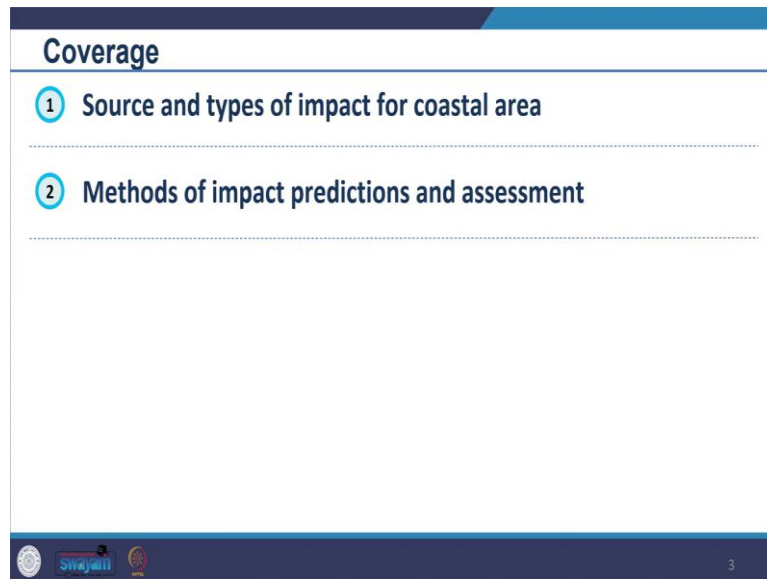 Coverage
1 Source and types of impact for coastal area
2 Methods of impact predictions and assessment
swayam
3